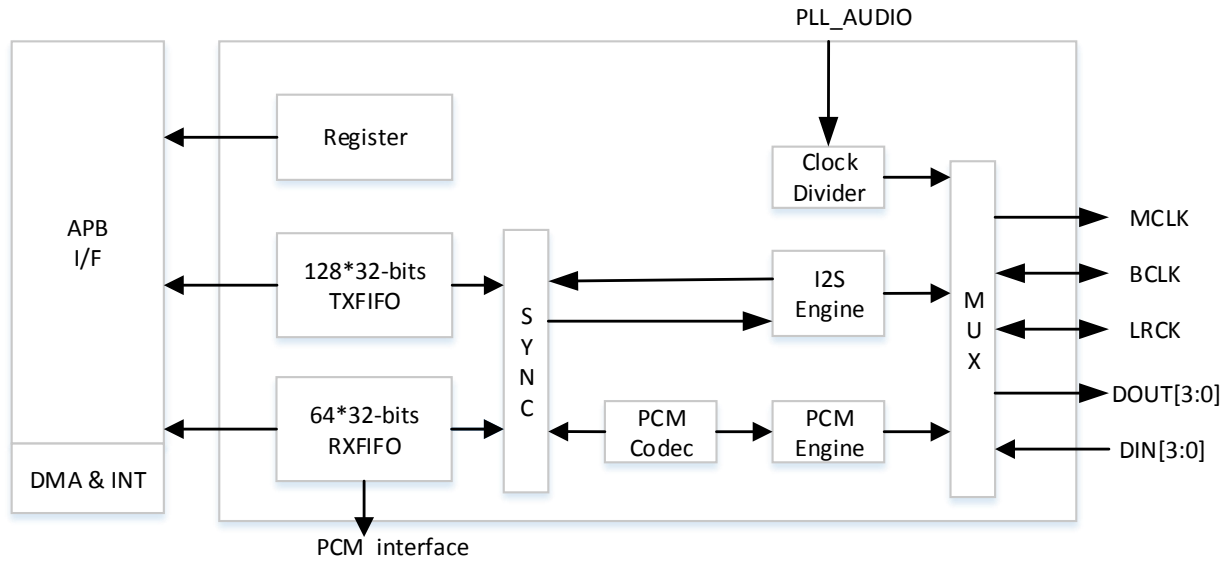 PLL_AUDIO
Register
Clock
Divider
APB
I/F
MCLK
128*32-bits
TXFIFO
I2S
Engine
BCLK
S
Y
N
C
M
U
X
LRCK
64*32-bits
RXFIFO
PCM
Codec
PCM
Engine
DOUT[3:0]
DIN[3:0]
DMA & INT
PCM interface